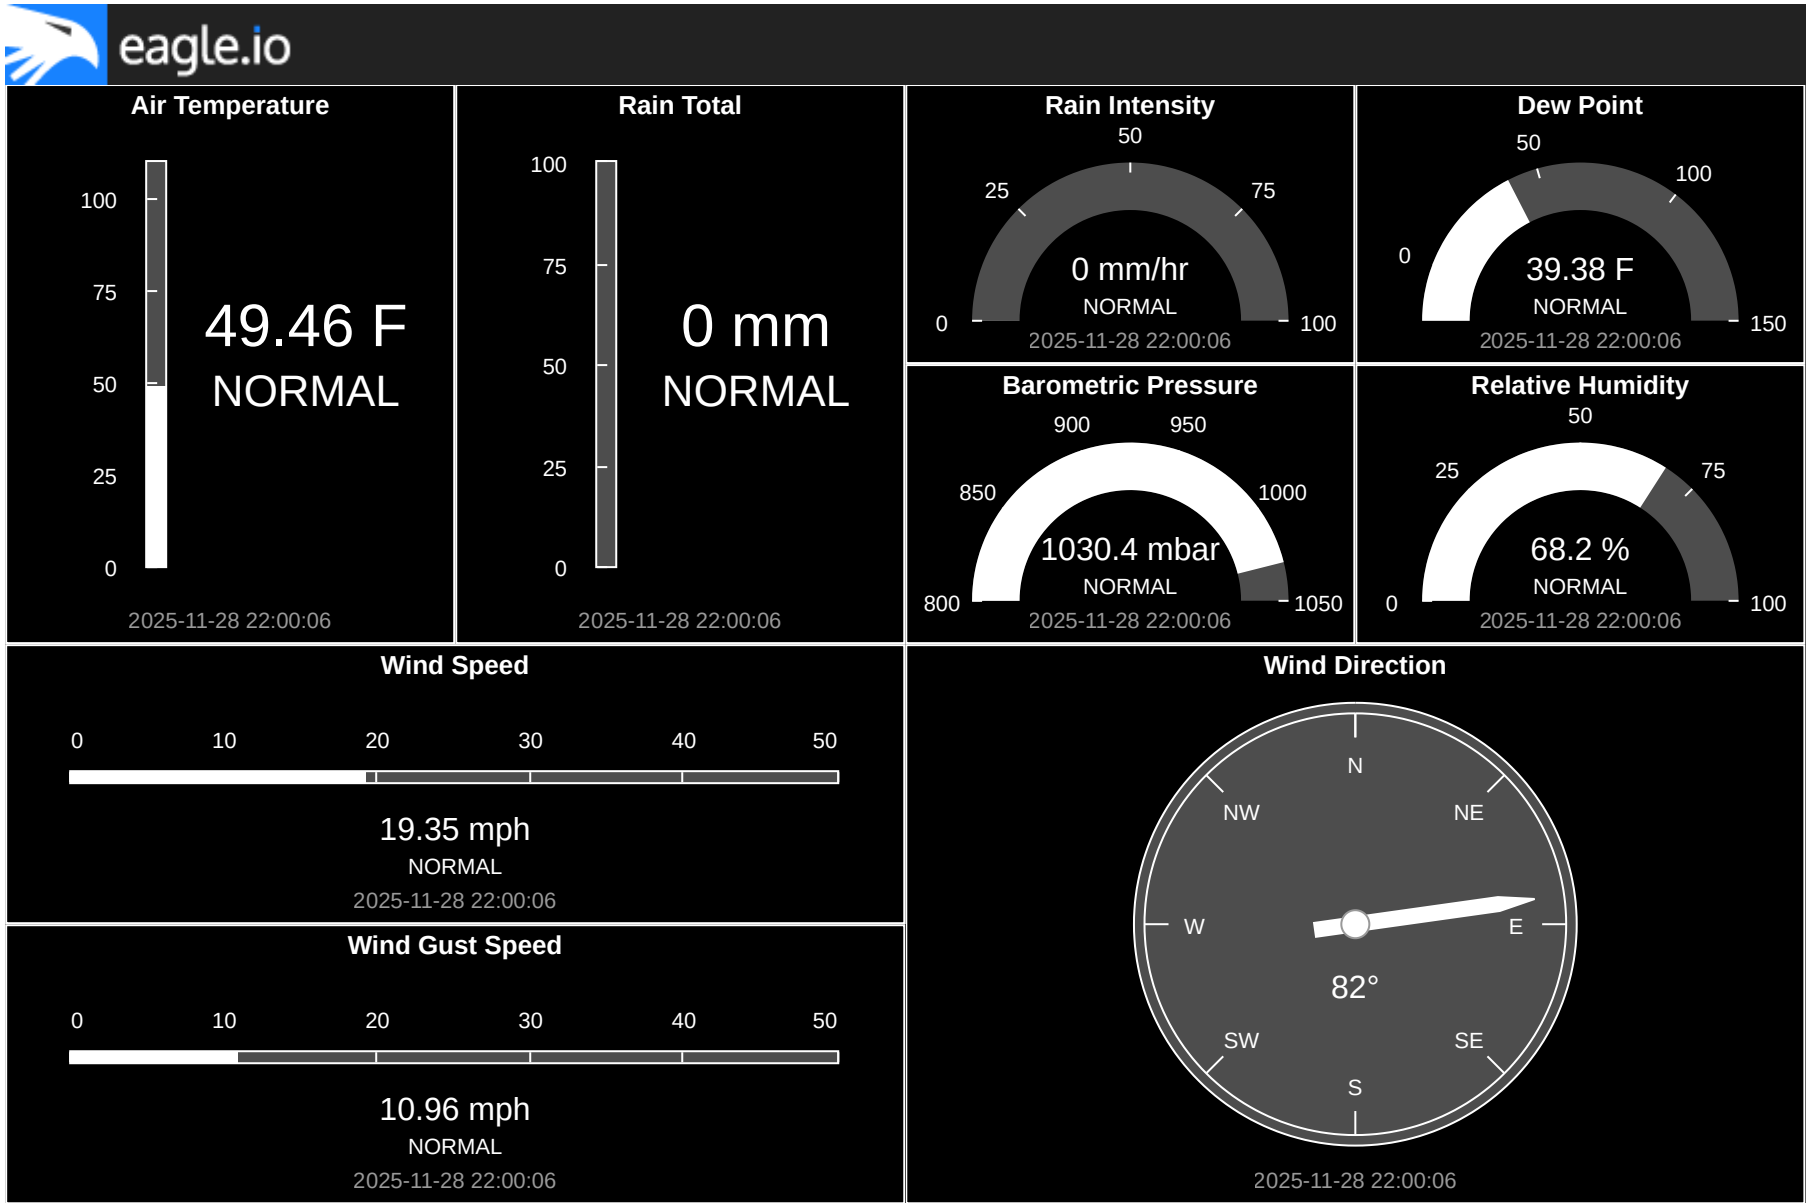 eagle.io
Air Temperature
100
75
50
25
0
49.46 F
NORMAL
2025-11-28 22:00:06
Rain Total
100
75
50
25
0
0 mm
NORMAL
2025-11-28 22:00:06
Rain Intensity
0
25
50
75
100
0 mm/hr
NORMAL
2025-11-28 22:00:06
Dew Point
0
50
100
150
39.38 F
NORMAL
2025-11-28 22:00:06
Barometric Pressure
800
850
900
950
1000
1050
1030.4 mbar
NORMAL
2025-11-28 22:00:06
Relative Humidity
0
25
50
75
100
68.2 %
NORMAL
2025-11-28 22:00:06
Wind Speed
0 10 20 30 40 50
19.35 mph
NORMAL
2025-11-28 22:00:06
Wind Gust Speed
0 10 20 30 40 50
10.96 mph
NORMAL
2025-11-28 22:00:06
Wind Direction
N
NW NE
W E
82°
SW SE
S
2025-11-28 22:00:06